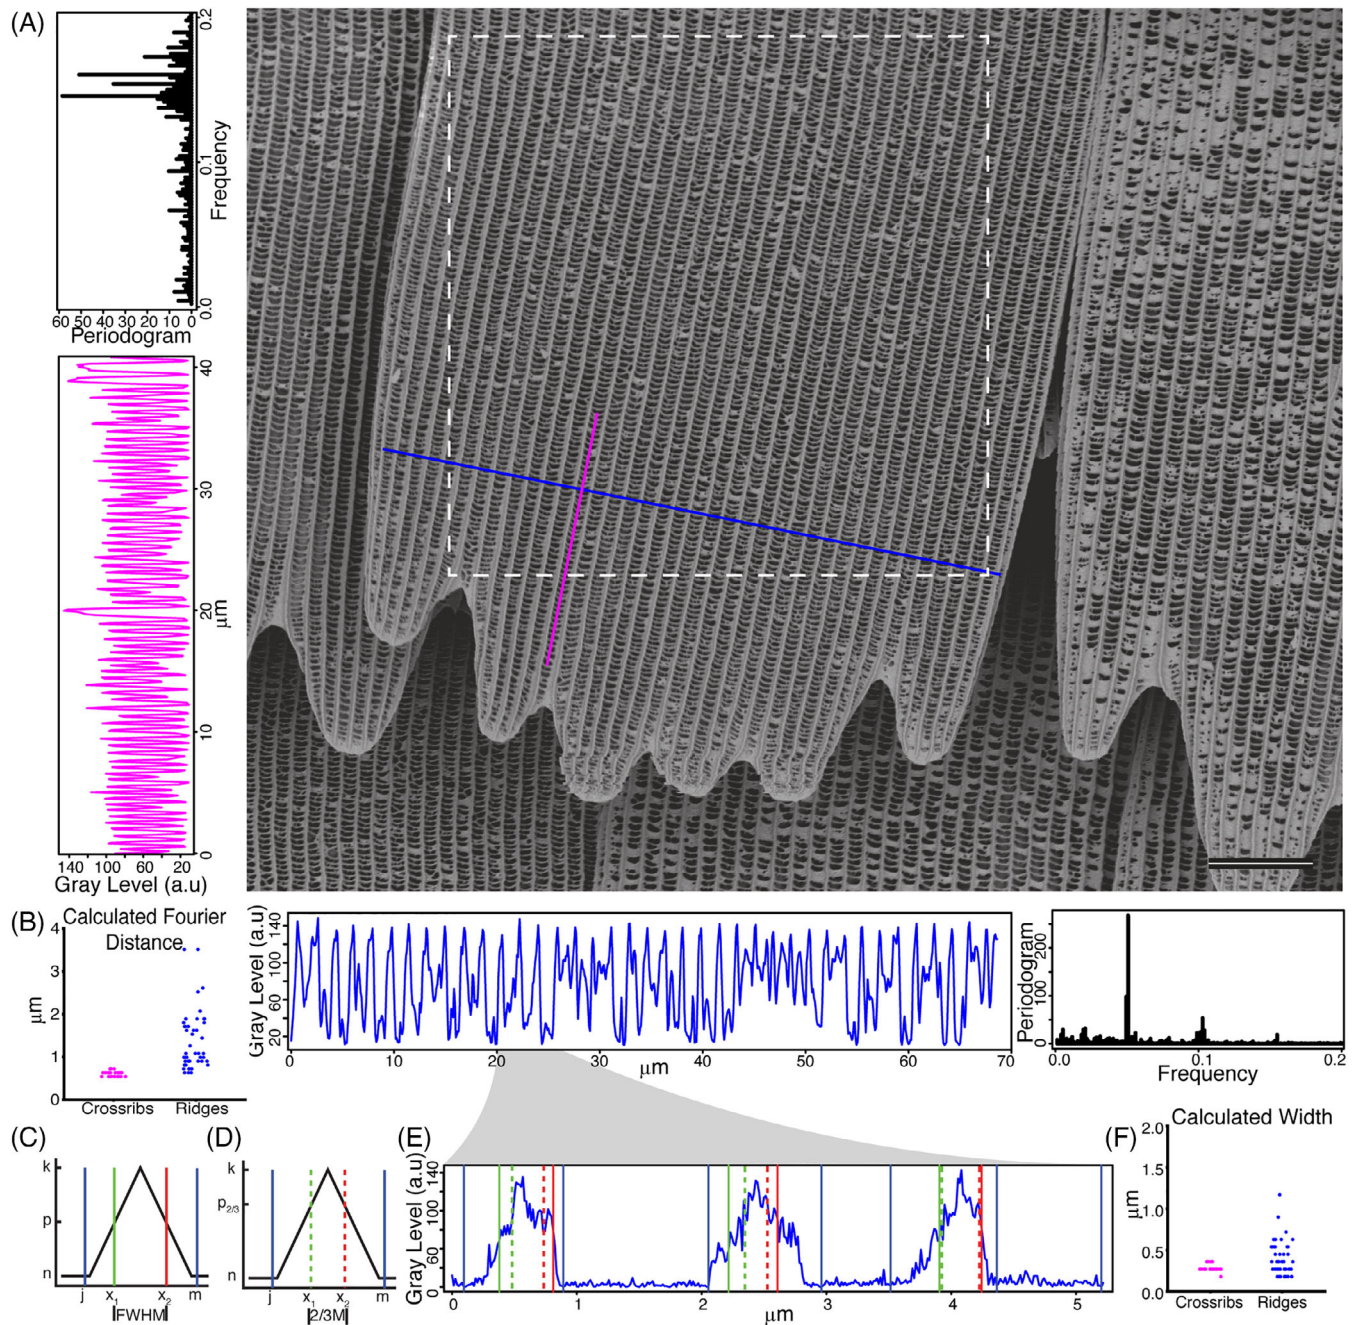 (A)
0.2
0.1
0.0
Frequency
60 50 40 30 20 10 0
Periodogram
40
30
20
10
0
μm
140 100 60 20
Gray Level (a.u)
(B)
Calculated Fourier
Distance
4
3
2
1
0
μm
Crossribs Ridges
Gray Level (a.u)
140
100
60
20
0 10 20 30 40 50 60 70
μm
Periodogram
200
100
0
0.0 0.1 0.2
Frequency
(C)
k
p
n
j x1 x2 m
|FWHM|
(D)
k
p2/3
n
j x1 x2 m
|2/3M|
(E)
Gray Level (a.u)
140
100
60
30
0 1 2 3 4 5
μm
(F)
Calculated Width
2.0
1.5
1.0
0.5
0.0
μm
Crossribs Ridges